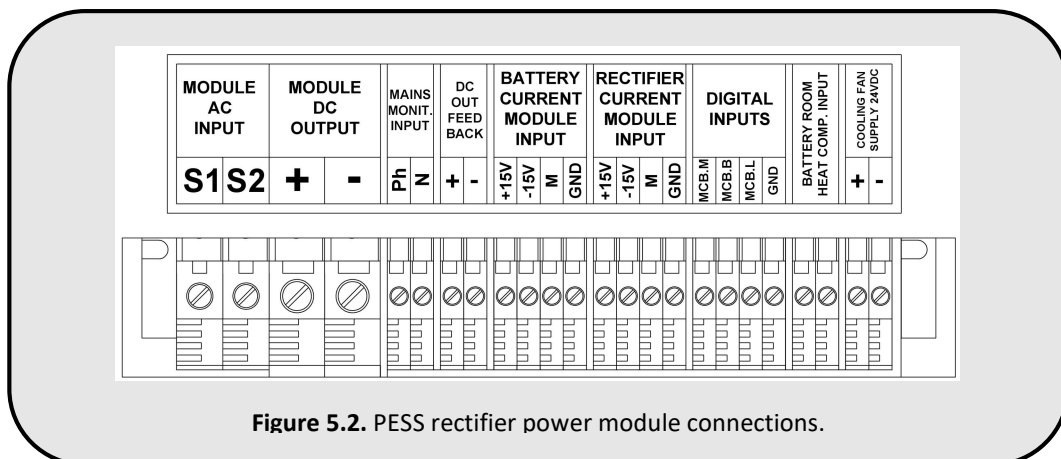 MODULE
AC
INPUT
MODULE
DC
OUTPUT
MAINS
MONIT.
INPUT
DC
OUT
FEED
BACK
BATTERY
CURRENT
MODULE
INPUT
RECTIFIER
CURRENT
MODULE
INPUT
DIGITAL
INPUTS
BATTERY ROOM
HEAT COMP. INPUT
COOLING FAN
SUPPLY 24VDC
S1 S2 + -
Ph N
+ -
+15V -15V M GND
+15V -15V M GND
MCB.M MCB.B MCB.L GND
+ -
Figure 5.2. PESS rectifier power module connections.